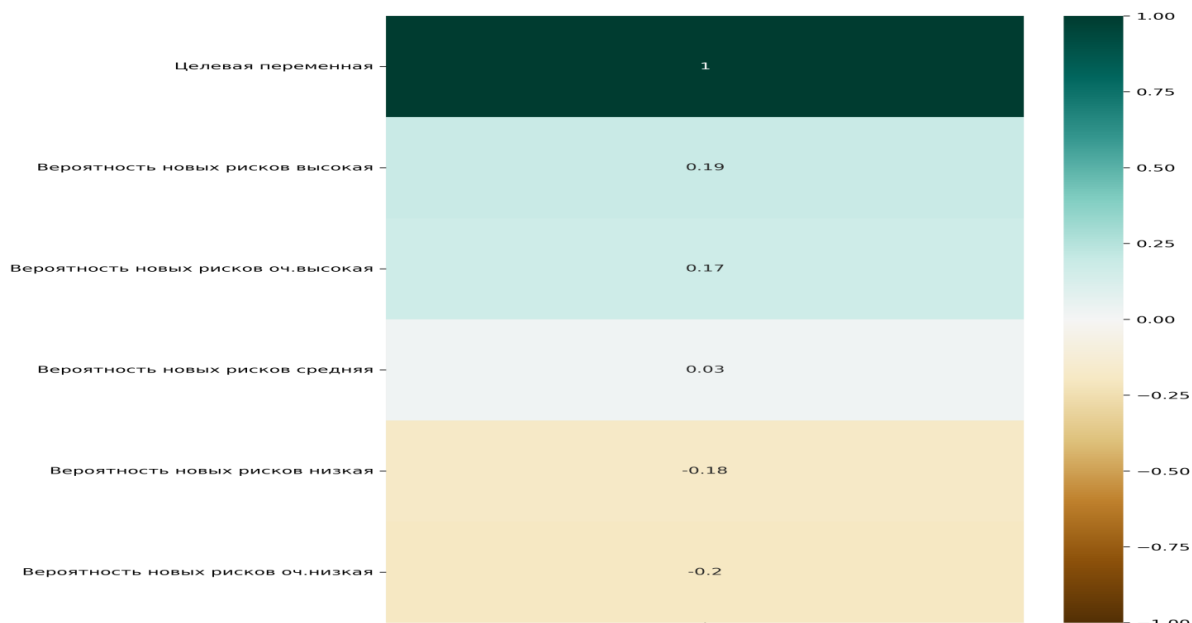 Целевая переменная
1
Вероятность новых рисков высокая
0.19
Вероятность новых рисков оч.высокая
0.17
Вероятность новых рисков средняя
0.03
Вероятность новых рисков низкая
-0.18
Вероятность новых рисков оч.низкая
-0.2
1.00
0.75
0.50
0.25
0.00
−0.25
−0.50
−0.75
−1.00